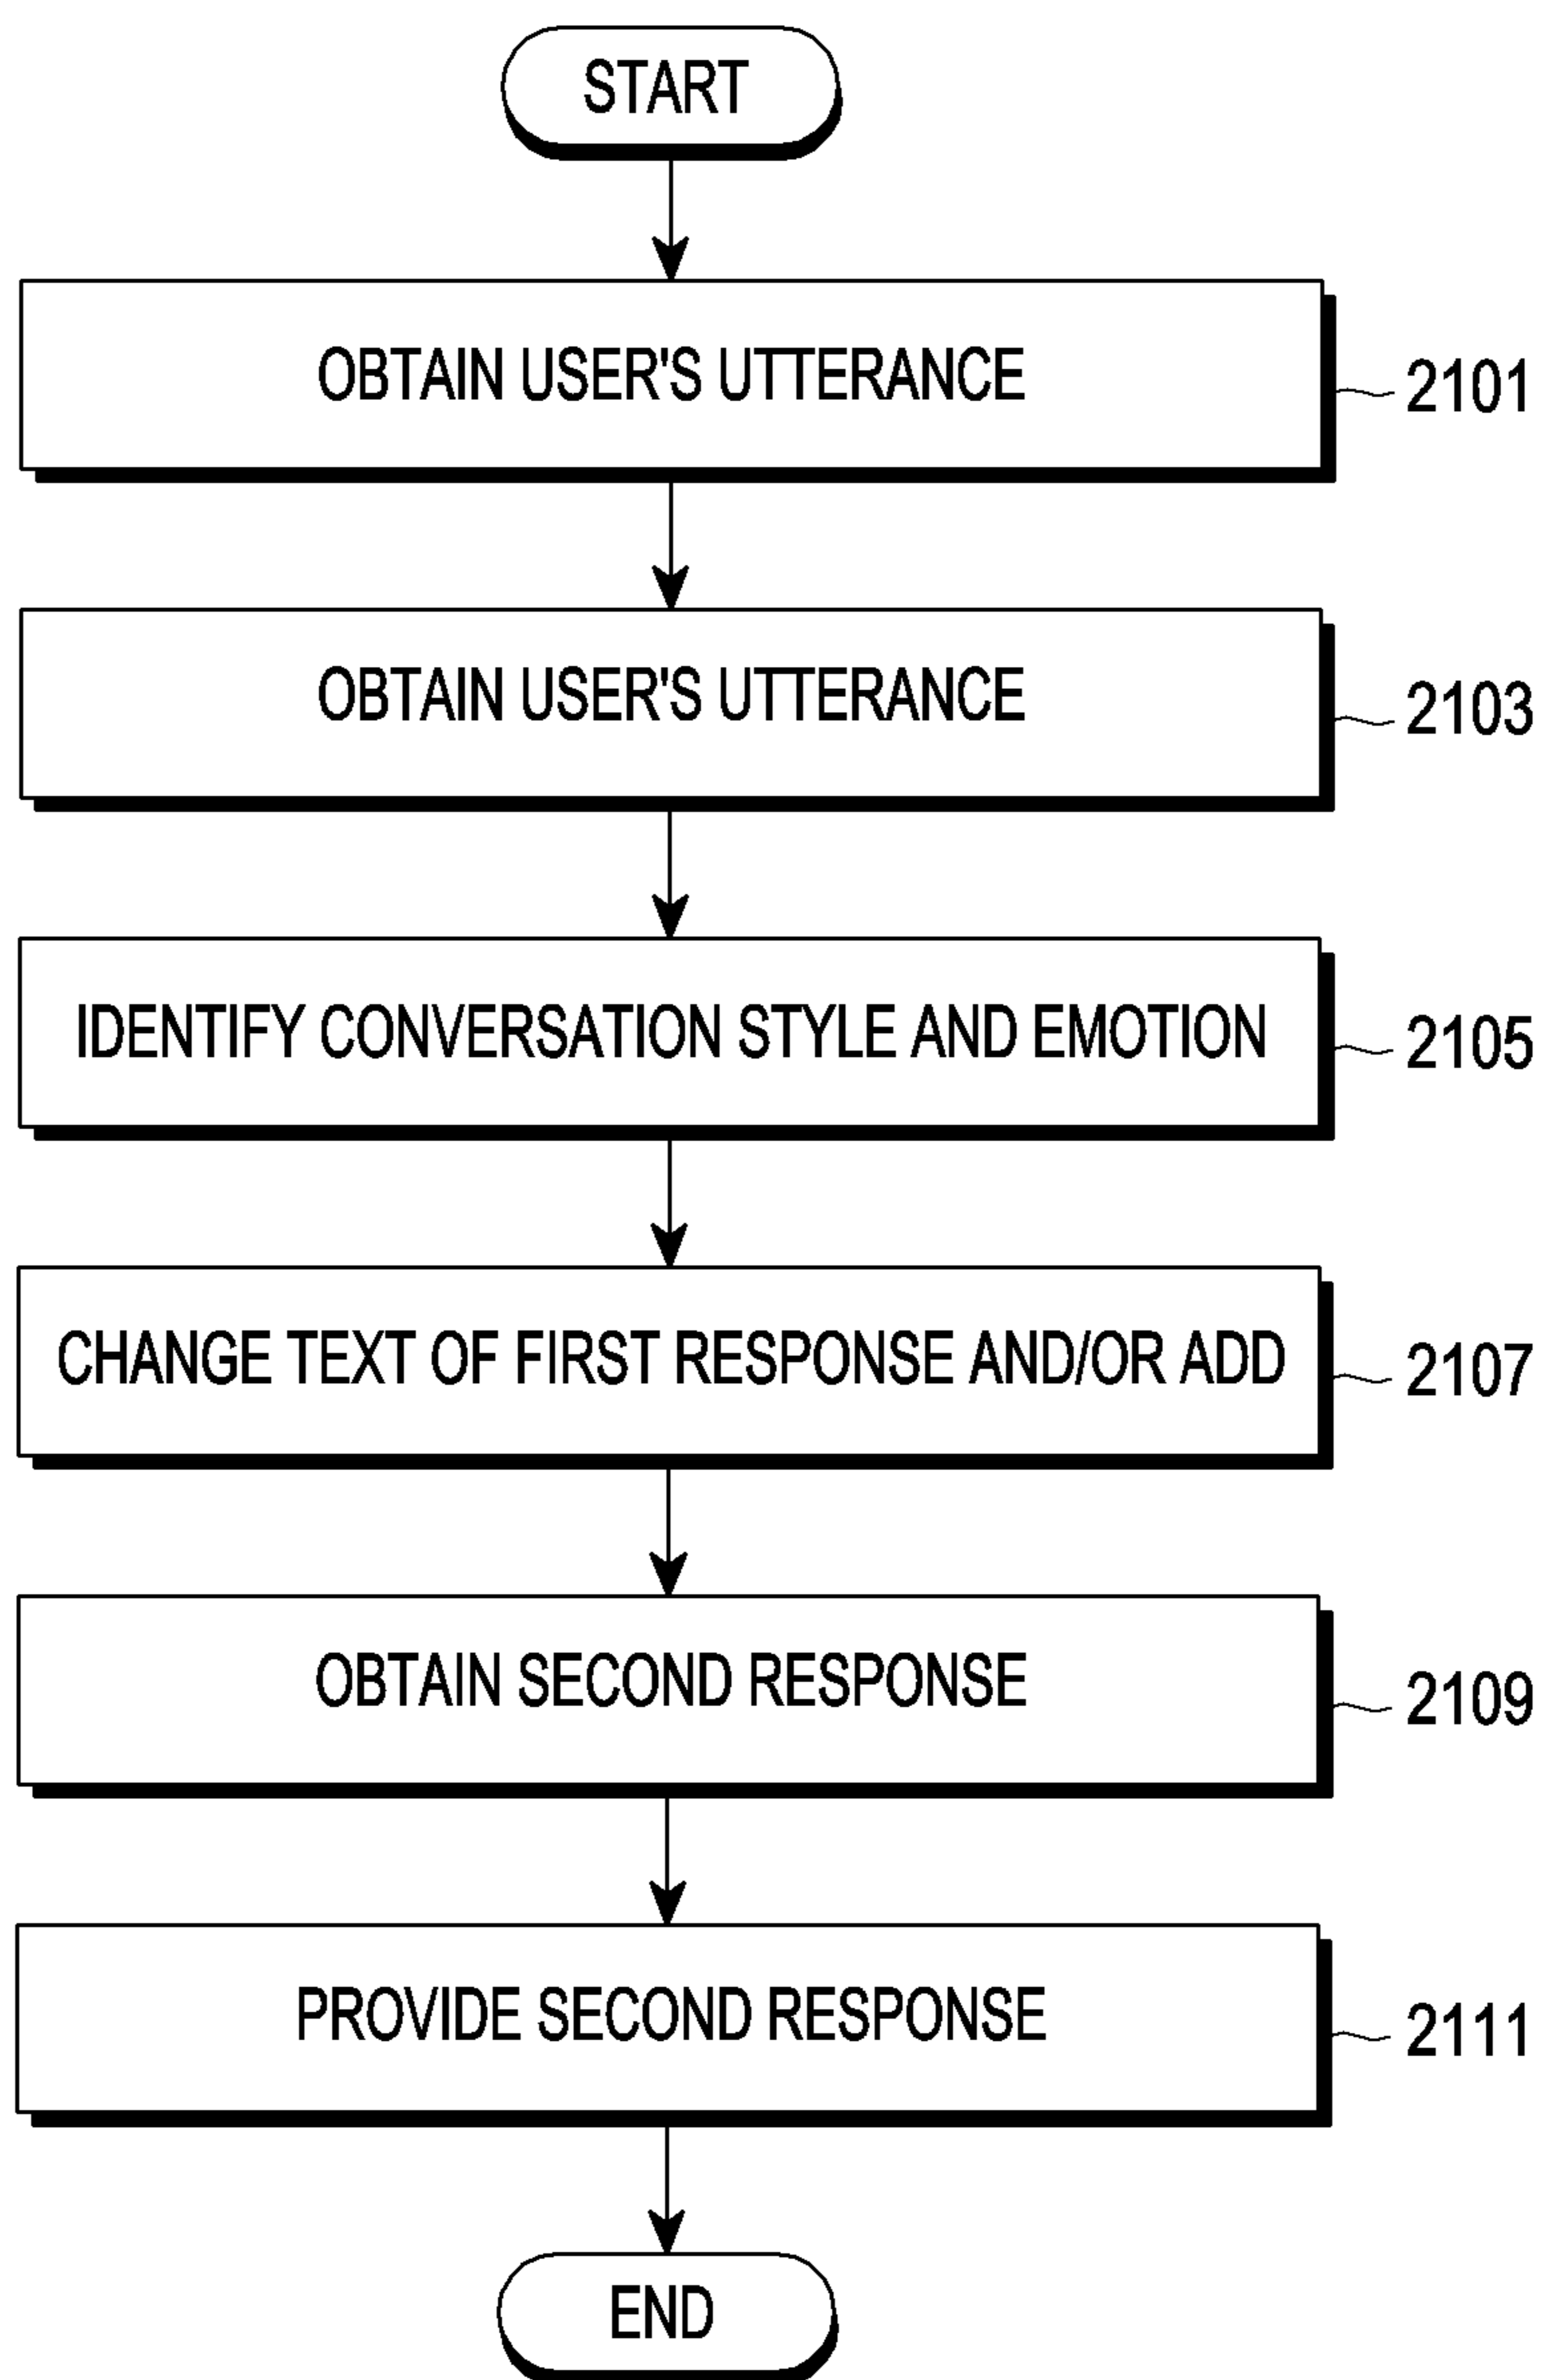 START
OBTAIN USER'S UTTERANCE
2101
OBTAIN USER'S UTTERANCE
2103
IDENTIFY CONVERSATION STYLE AND EMOTION
2105
CHANGE TEXT OF FIRST RESPONSE AND/OR ADD
2107
OBTAIN SECOND RESPONSE
2109
PROVIDE SECOND RESPONSE
2111
END